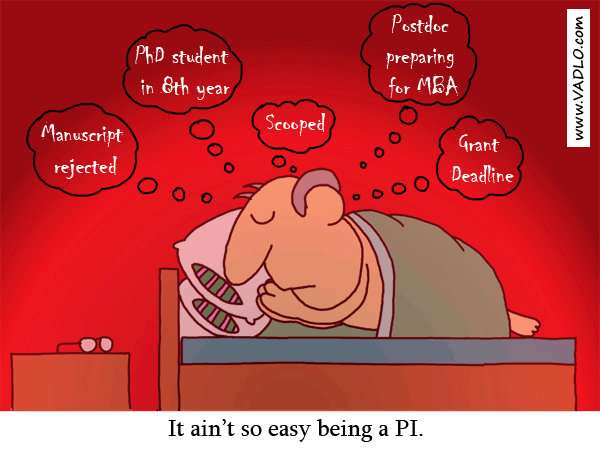 Manuscript
rejected
PhD student
in 8th year
Scooped
Postdoc
preparing
for MBA
Grant
Deadline
www.VADLO.com
It ain't so easy being a PI.